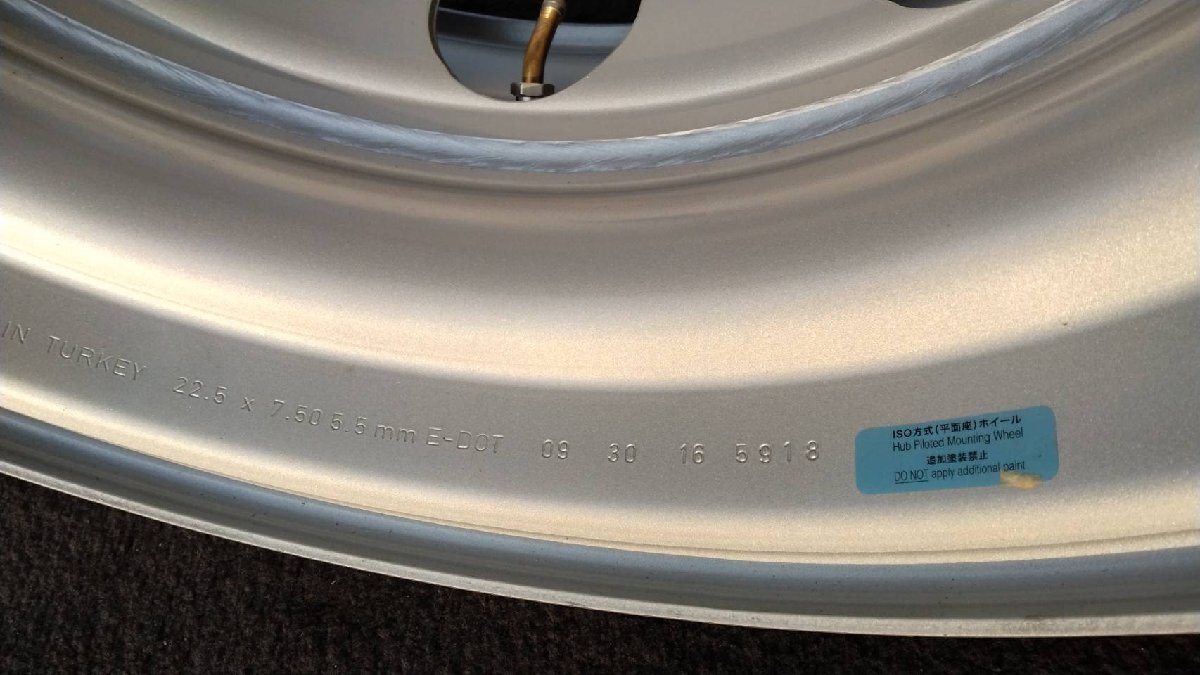 IN TURKEY 22.5 x 7.50 5.5 mm E-DOT 09 30 16 5918
ISO方式(平面座)ホイール
Hub Piloted Mounting Wheel
追加塗装禁止
DO NOT apply additional paint